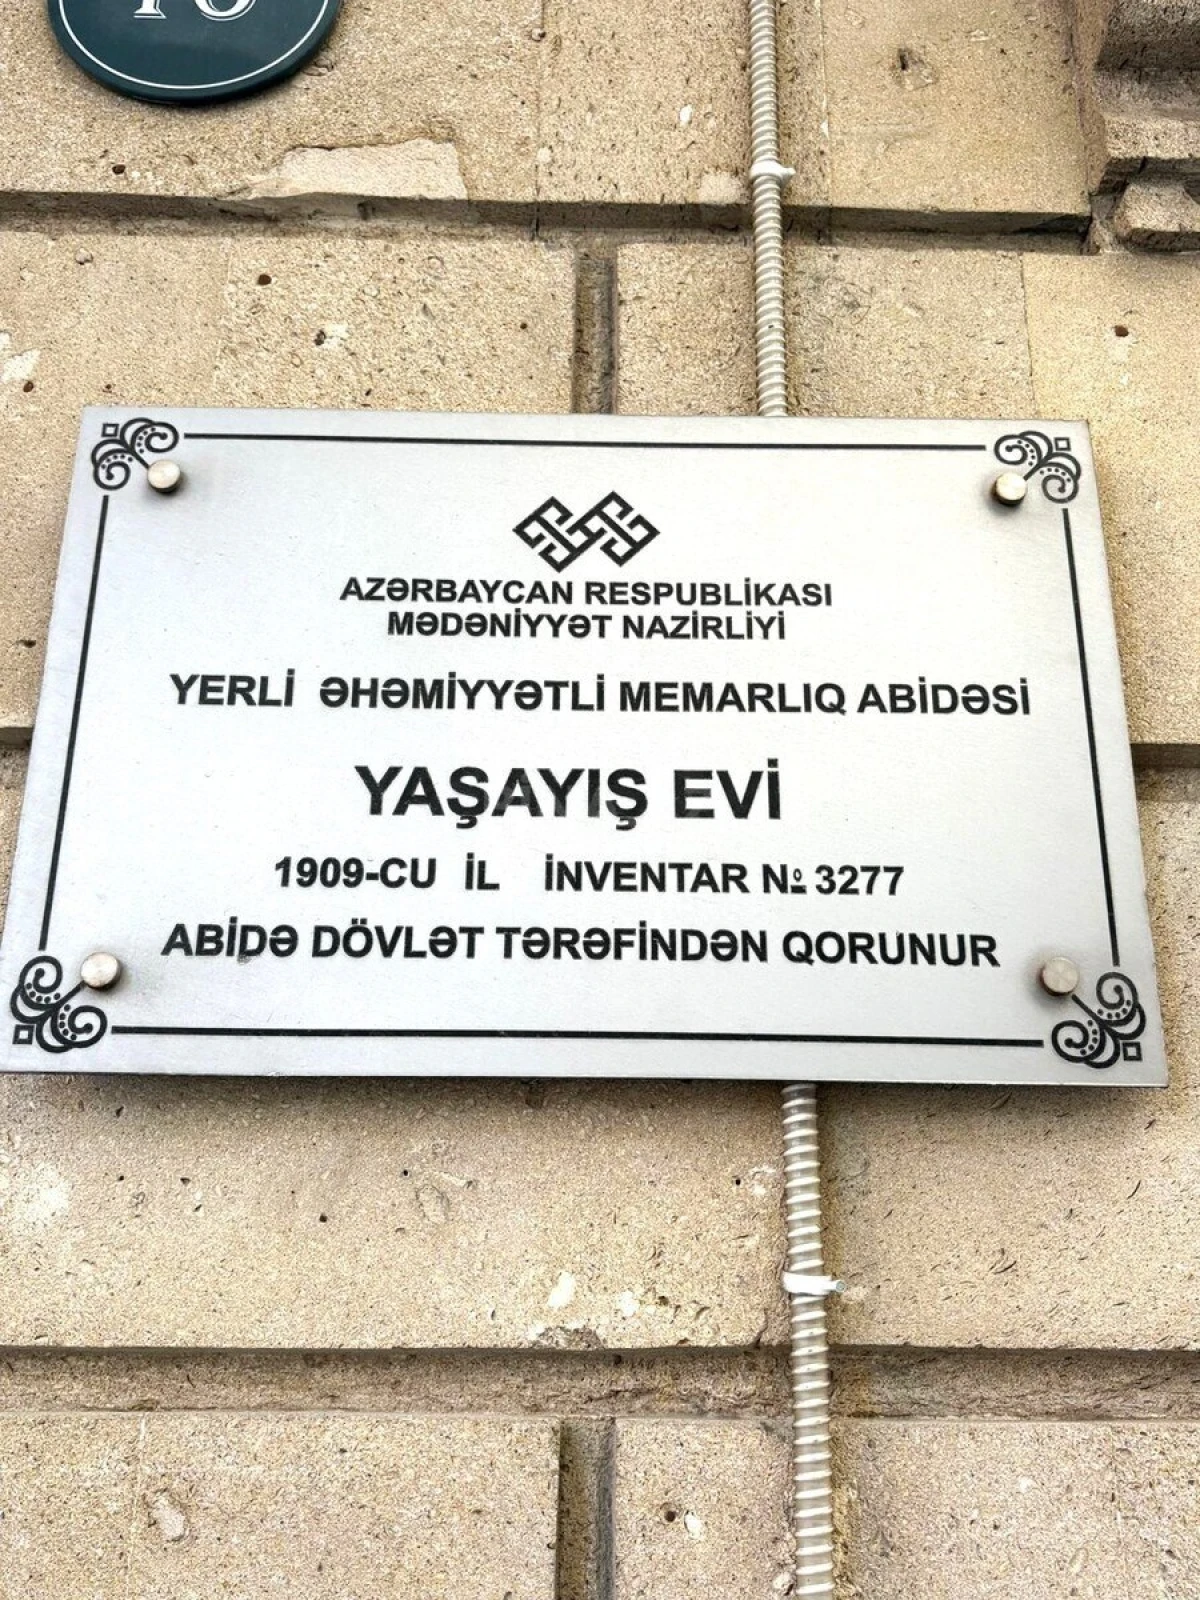 AZƏRBAYCAN RESPUBLİKASI
MƏDƏNİYYƏT NAZİRLİYİ
YERLİ ƏHƏMİYYƏTLİ MEMARLIQ ABİDƏSİ
YAŞAYIŞ EVİ
1909-CU İL İNVENTAR № 3277
ABİDƏ DÖVLƏT TƏRƏFİNDƏN QORUNUR